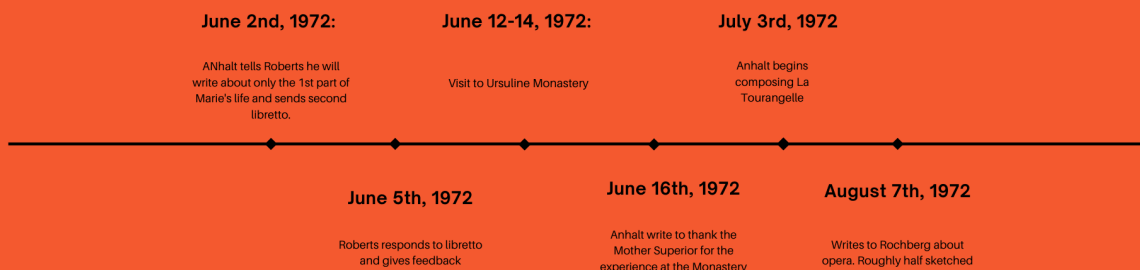 June 2nd, 1972:
ANhalt tells Roberts he will
write about only the 1st part of
Marie's life and sends second
libretto.
June 12-14, 1972:
Visit to Ursuline Monastery
July 3rd, 1972
Anhalt begins
composing La
Tourangelle
June 5th, 1972
Roberts responds to libretto
and gives feedback
June 16th, 1972
Anhalt write to thank the
Mother Superior for the
experience at the Monastery
August 7th, 1972
Writes to Rochberg about
opera. Roughly half sketched